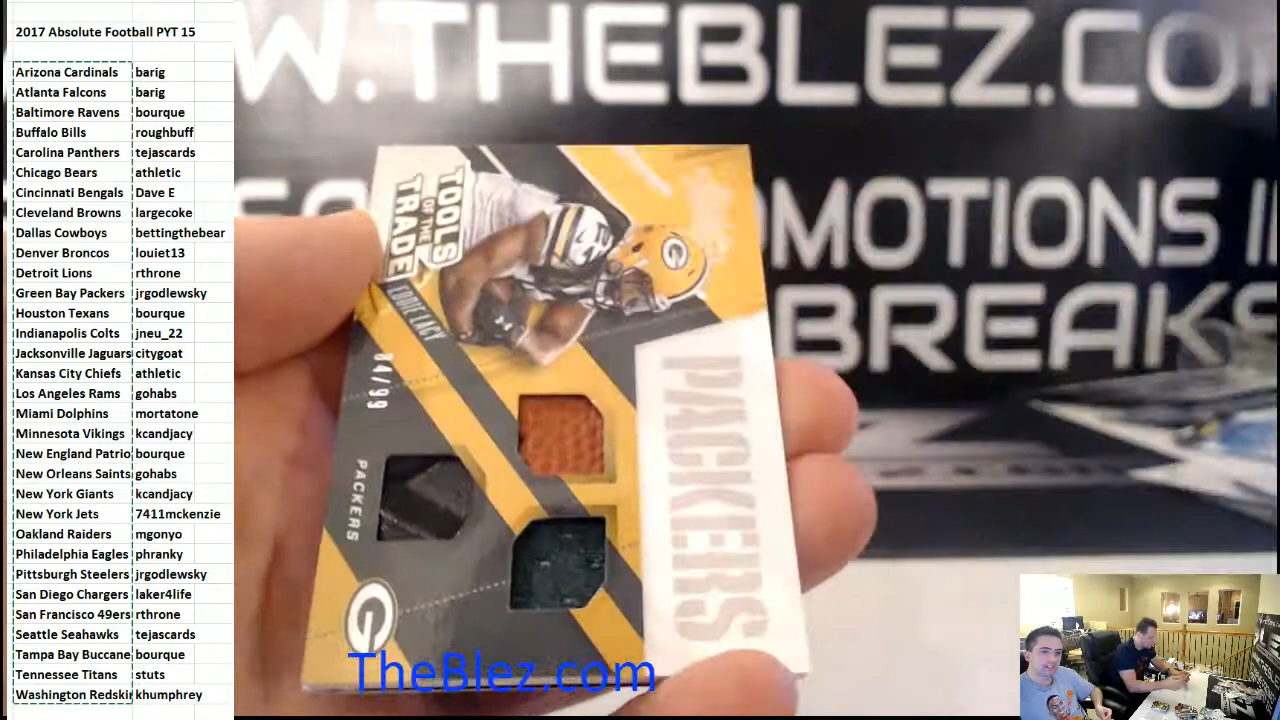 2017 Absolute Football PYT 15
Arizona Cardinals barig
Atlanta Falcons barig
Baltimore Ravens bourque
Buffalo Bills roughbuff
Carolina Panthers tejascards
Chicago Bears athletic
Cincinnati Bengals Dave E
Cleveland Browns largecoke
Dallas Cowboys bettingthebear
Denver Broncos louiet13
Detroit Lions rthrone
Green Bay Packers jrgodlewsky
Houston Texans bourque
Indianapolis Colts jneu_22
Jacksonville Jaguars citygoat
Kansas City Chiefs athletic
Los Angeles Rams gohabs
Miami Dolphins mortatone
Minnesota Vikings kcandjacy
New England Patrio bourque
New Orleans Saints gohabs
New York Giants kcandjacy
New York Jets 7411mckenzie
Oakland Raiders mgonyo
Philadelphia Eagles phranky
Pittsburgh Steelers jrgodlewsky
San Diego Chargers laker4life
San Francisco 49ers rthrone
Seattle Seahawks tejascards
Tampa Bay Buccane bourque
Tennessee Titans stuts
Washington Redskin khumphrey
W.THEBLEZ.CO
OMOTIONS I
BREAKS
TOOLS
OF THE
TRADE
EDDIE LACY
84/99
PACKERS
G
PACKERS
G
TheBlez.com